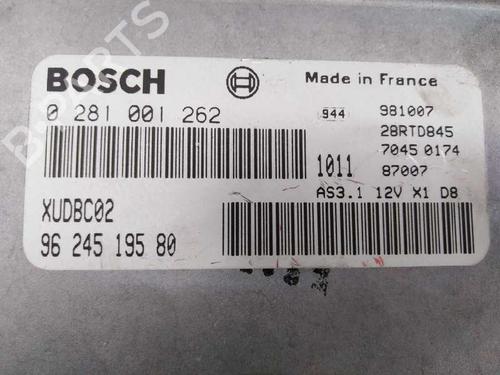 B-PARTS
BOSCH
Made in France
0 281 001 262
944 981007
28RTD845
7045 0174
1011 87007
AS3.1 12V X1 D8
XUDBC02
96 245 195 80